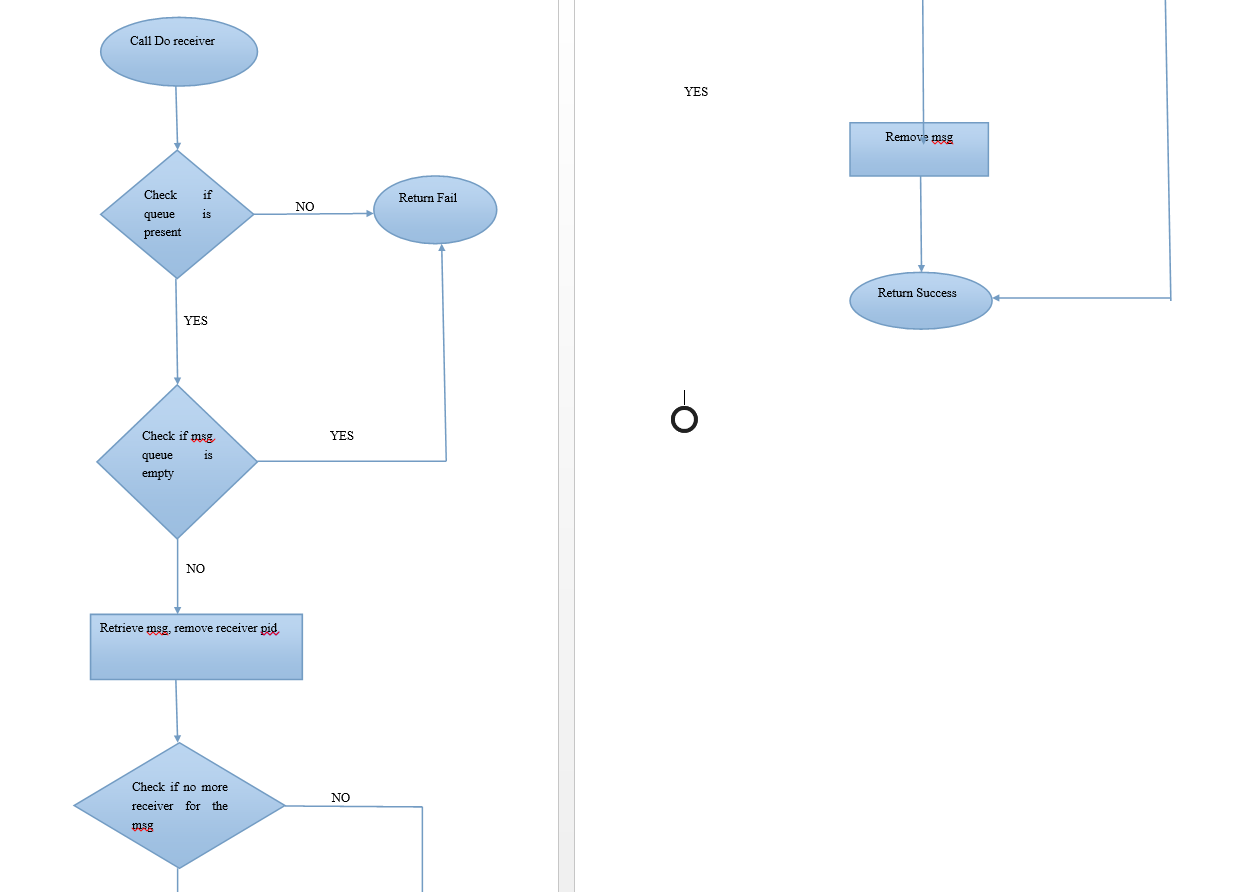 Call Do receiver
Check if
queue is
present
NO
Return Fail
YES
Check if msg
queue is
empty
YES
NO
Retrieve msg, remove receiver pid
Check if no more
receiver for the
msg
NO
YES
Remove msg
Return Success